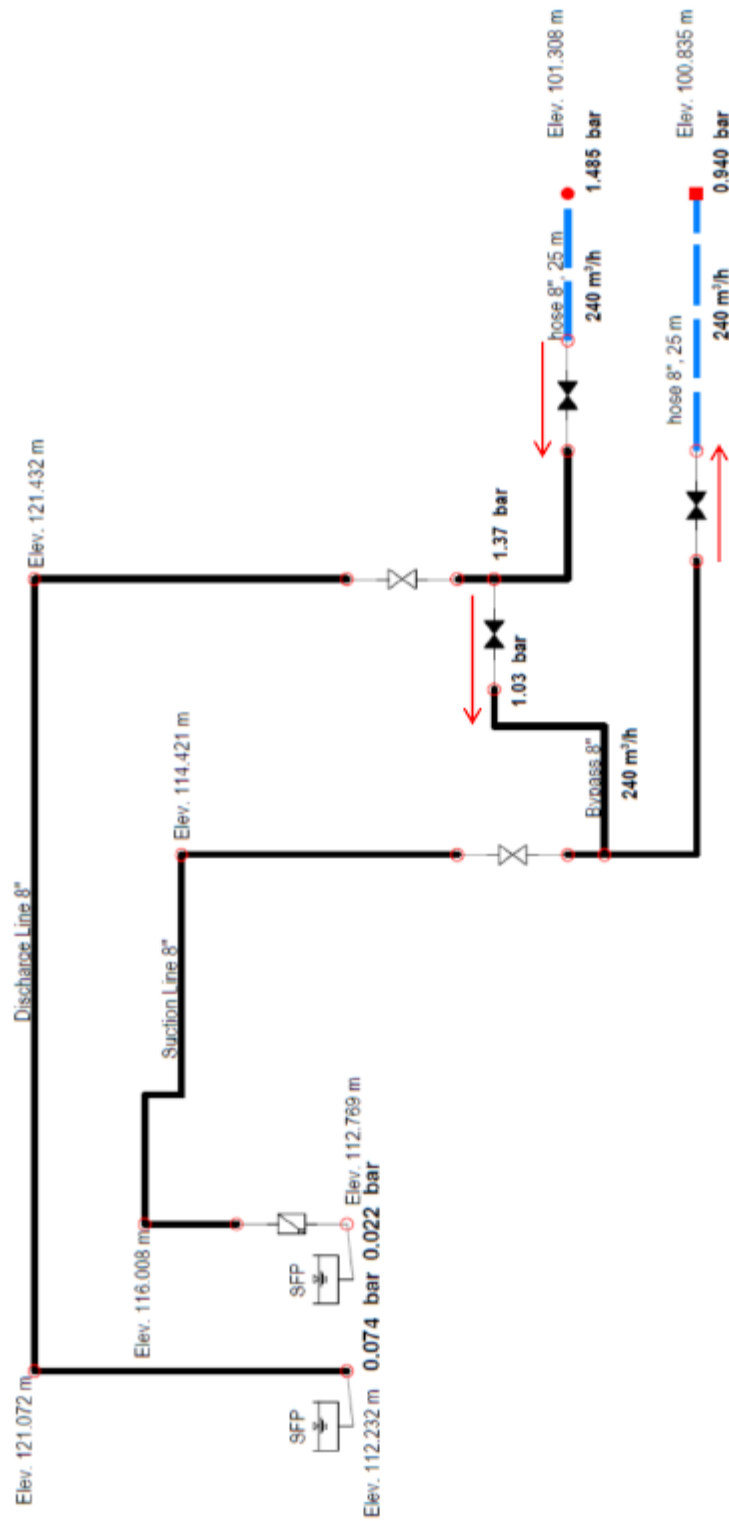 Elev. 121.072 m
Discharge Line 8"
Elev. 121.432 m
Elev. 116.008 m
Suction Line 8"
Elev. 114.421 m
SFP
SFP
Elev. 112.232 m
0.074 bar
0.022 bar
Elev. 112.769 m
Bypass 8"
240 m³/h
1.03 bar
1.37 bar
hose 8", 25 m
240 m³/h
1.485 bar
Elev. 101.308 m
hose 8", 25 m
240 m³/h
0.940 bar
Elev. 100.835 m